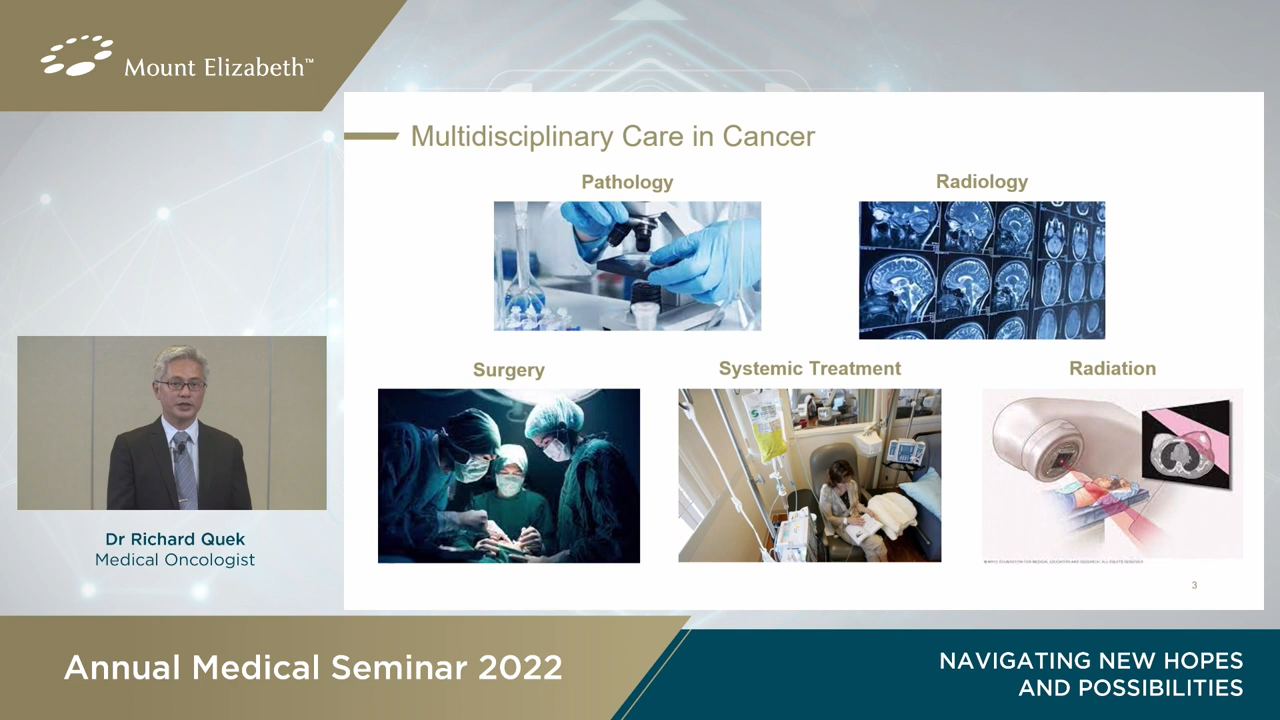 Mount Elizabeth™
Multidisciplinary Care in Cancer
Pathology
Radiology
Surgery
Systemic Treatment
Radiation
3
Dr Richard Quek
Medical Oncologist
Annual Medical Seminar 2022
NAVIGATING NEW HOPES
AND POSSIBILITIES